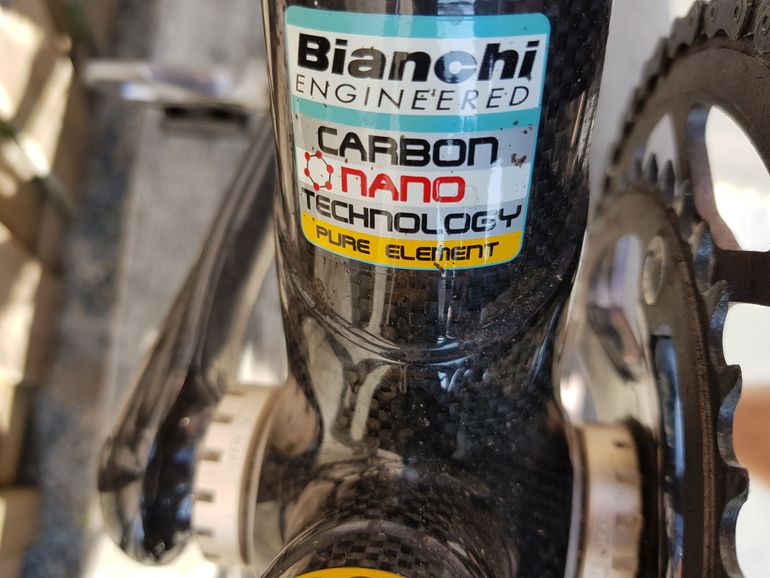 Bianchi
ENGINEERED
CARBON
NANO
TECHNOLOGY
PURE ELEMENT